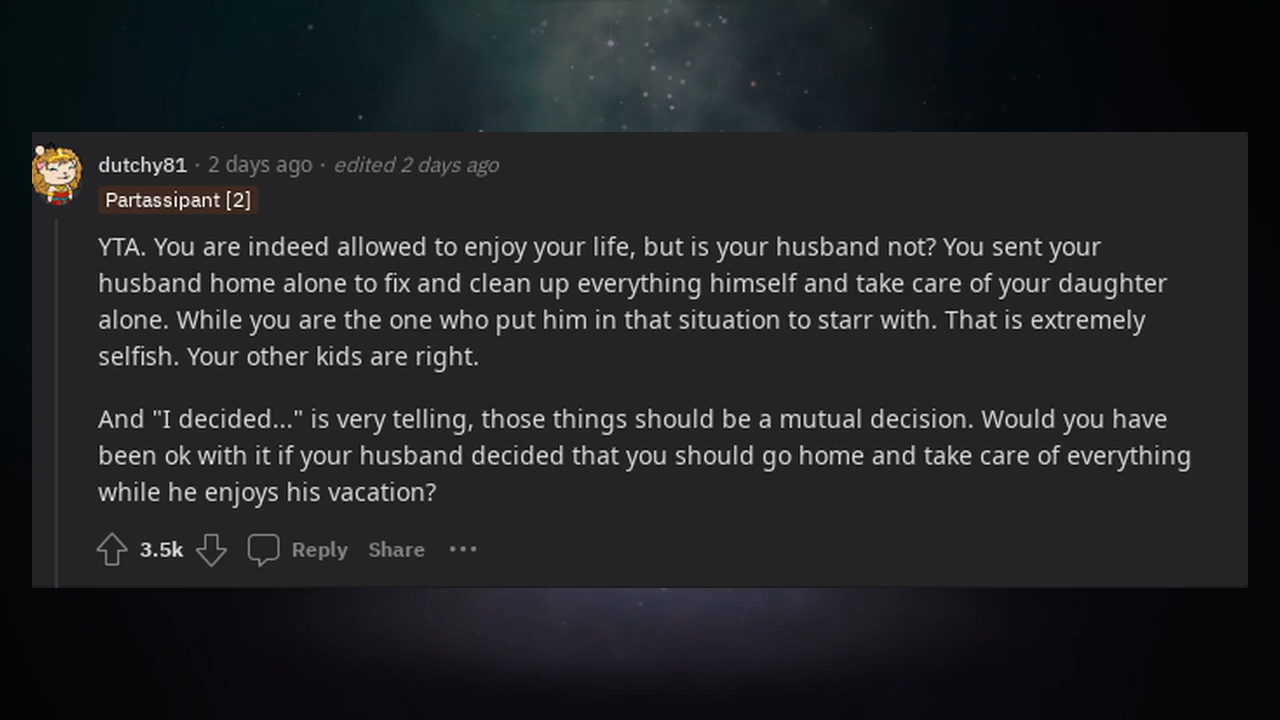 dutchy81 · 2 days ago · edited 2 days ago
Partassipant [2]
YTA. You are indeed allowed to enjoy your life, but is your husband not? You sent your
husband home alone to fix and clean up everything himself and take care of your daughter
alone. While you are the one who put him in that situation to starr with. That is extremely
selfish. Your other kids are right.
And "I decided..." is very telling, those things should be a mutual decision. Would you have
been ok with it if your husband decided that you should go home and take care of everything
while he enjoys his vacation?
3.5k Reply Share ···